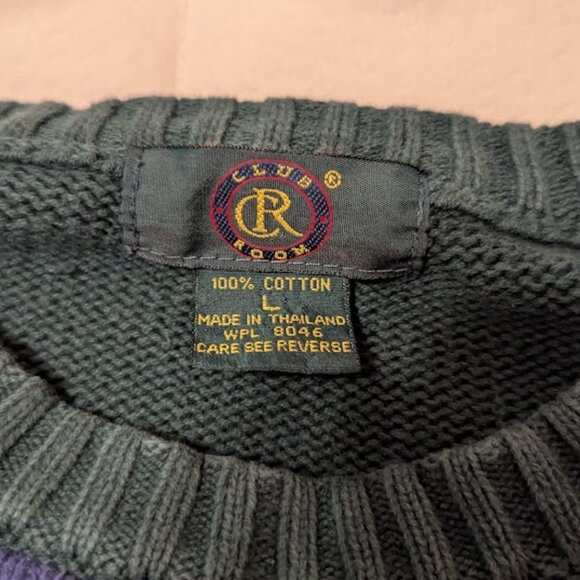 CLUB ®
CR
ROOM
100% COTTON
L
MADE IN THAILAND
WPL 8046
CARE SEE REVERSE